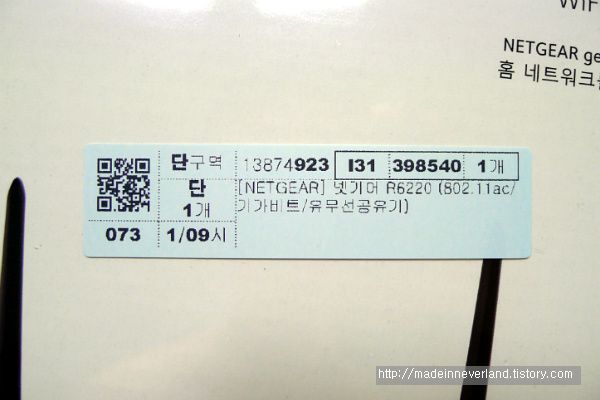 WiFi
NETGEAR ge
홈 네트워크
단구역 13874923 I31 398540 1개
단 [NETGEAR] 넷기어 R6220 (802.11ac/
1개 기가비트/유무선공유기)
073 1/09시
http://madeinneverland.tistory.com